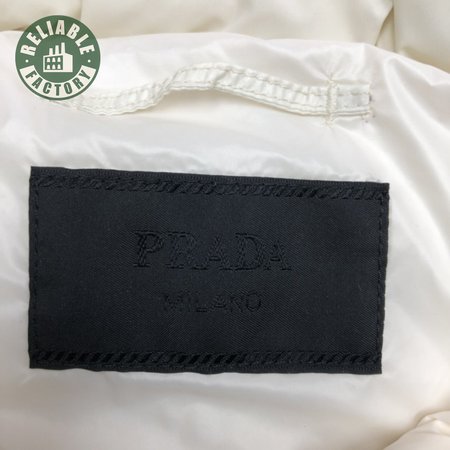 RELIABLE
FACTORY
PRADA
MILANO